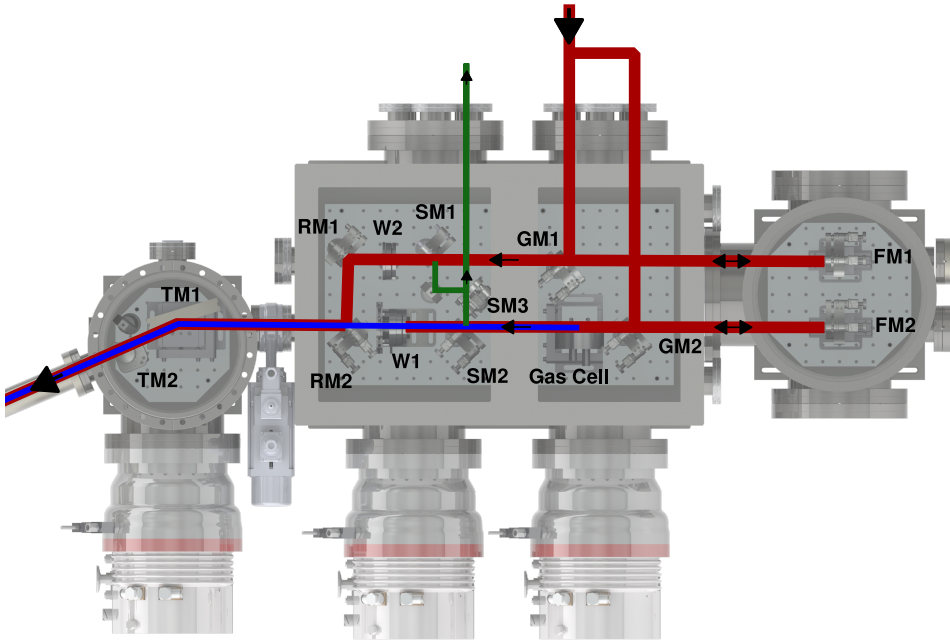 SM1
RM1
W2
GM1
FM1
TM1
SM3
FM2
W1
GM2
TM2
RM2
SM2
Gas Cell